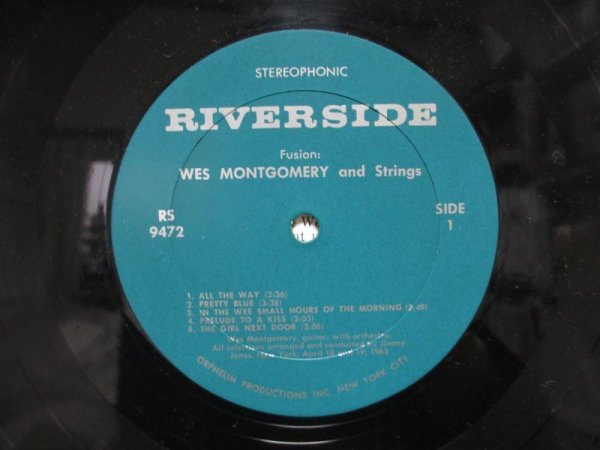 STEREOPHONIC
RIVERSIDE
Fusion:
WES MONTGOMERY and Strings
RS
9472
SIDE
1
1. ALL THE WAY (2:36)
2. PRETTY BLUE (3:38)
3. IN THE WEE SMALL HOURS OF THE MORNING (2:49)
4. PRELUDE TO A KISS (3:05)
5. THE GIRL NEXT DOOR (3:06)
Wes Montgomery, guitar; with orchestra.
All selections arranged and conducted by Jimmy
Jones. New York; April 18 and 19, 1963
ORPHEUM PRODUCTIONS INC. NEW YORK CITY